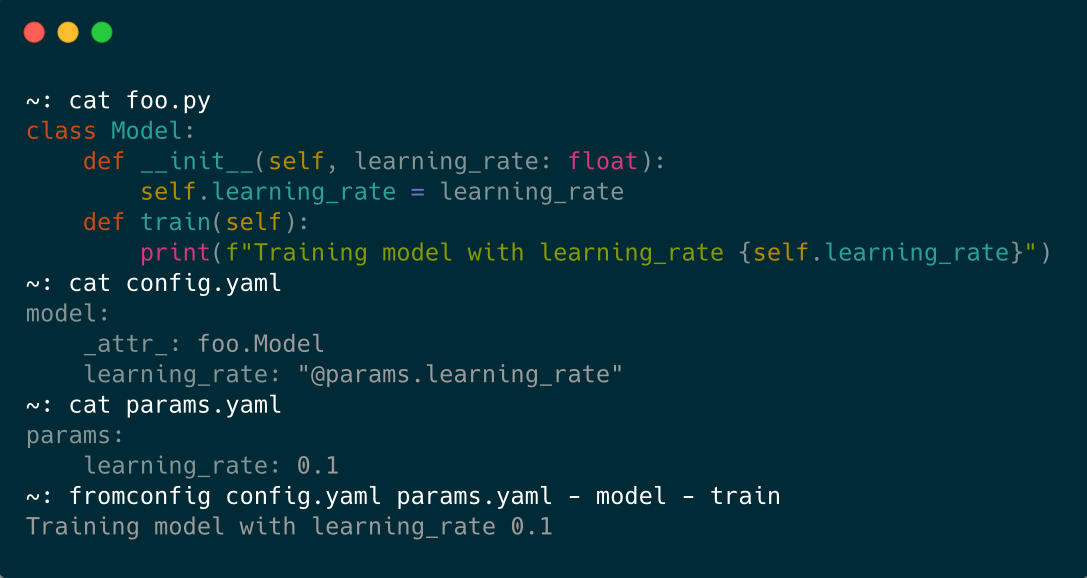 ~: cat foo.py
class Model:
    def __init__(self, learning_rate: float):
        self.learning_rate = learning_rate
    def train(self):
        print(f"Training model with learning_rate {self.learning_rate}")
~: cat config.yaml
model:
    _attr_: foo.Model
    learning_rate: "@params.learning_rate"
~: cat params.yaml
params:
    learning_rate: 0.1
~: fromconfig config.yaml params.yaml - model - train
Training model with learning_rate 0.1